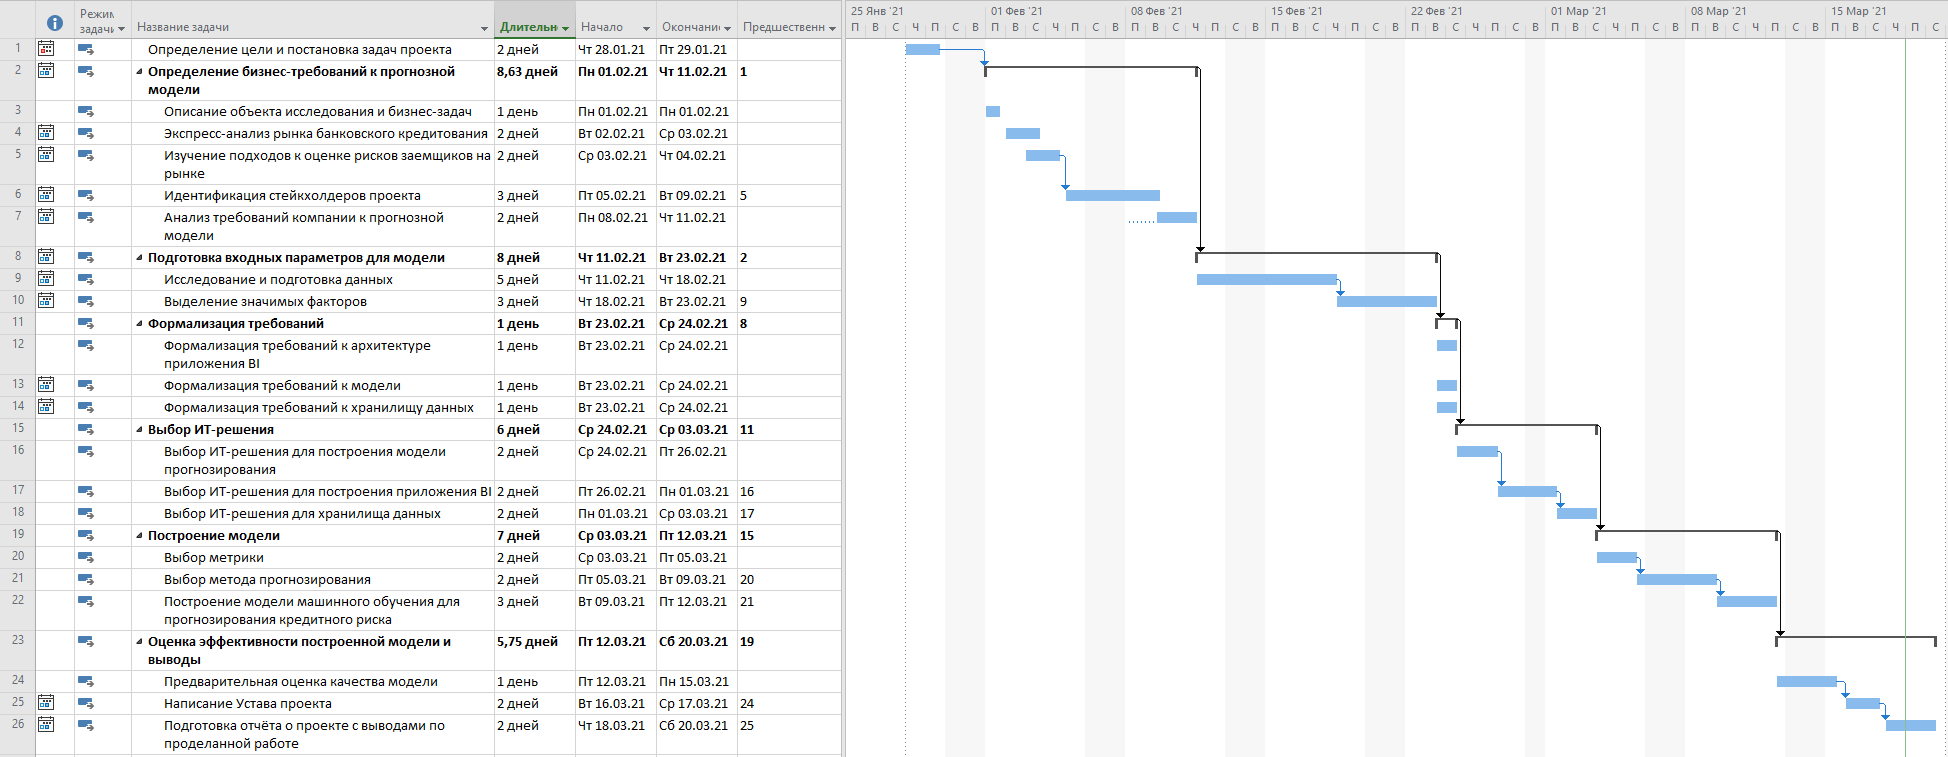 Режим задачи Название задачи Длительн Начало Окончани Предшественн
25 Янв '21 01 Фев '21 08 Фев '21 15 Фев '21 22 Фев '21 01 Мар '21 08 Мар '21 15 Мар '21
П В С Ч П С В П В С Ч П С В П В С Ч П С В П В С Ч П С В П В С Ч П С В П В С Ч П С В П В С Ч П С В П В С Ч П С
1 Определение цели и постановка задач проекта 2 дней Чт 28.01.21 Пт 29.01.21
2 Определение бизнес-требований к прогнозной 8,63 дней Пн 01.02.21 Чт 11.02.21 1
модели
3 Описание объекта исследования и бизнес-задач 1 день Пн 01.02.21 Пн 01.02.21
4 Экспресс-анализ рынка банковского кредитования 2 дней Вт 02.02.21 Ср 03.02.21
5 Изучение подходов к оценке рисков заемщиков на 2 дней Ср 03.02.21 Чт 04.02.21
рынке
6 Идентификация стейкхолдеров проекта 3 дней Пт 05.02.21 Вт 09.02.21 5
7 Анализ требований компании к прогнозной 2 дней Пн 08.02.21 Чт 11.02.21
модели
8 Подготовка входных параметров для модели 8 дней Чт 11.02.21 Вт 23.02.21 2
9 Исследование и подготовка данных 5 дней Чт 11.02.21 Чт 18.02.21
10 Выделение значимых факторов 3 дней Чт 18.02.21 Вт 23.02.21 9
11 Формализация требований 1 день Вт 23.02.21 Ср 24.02.21 8
12 Формализация требований к архитектуре 1 день Вт 23.02.21 Ср 24.02.21
приложения BI
13 Формализация требований к модели 1 день Вт 23.02.21 Ср 24.02.21
14 Формализация требований к хранилищу данных 1 день Вт 23.02.21 Ср 24.02.21
15 Выбор ИТ-решения 6 дней Ср 24.02.21 Ср 03.03.21 11
16 Выбор ИТ-решения для построения модели 2 дней Ср 24.02.21 Пт 26.02.21
прогнозирования
17 Выбор ИТ-решения для построения приложения BI 2 дней Пт 26.02.21 Пн 01.03.21 16
18 Выбор ИТ-решения для хранилища данных 2 дней Пн 01.03.21 Ср 03.03.21 17
19 Построение модели 7 дней Ср 03.03.21 Пт 12.03.21 15
20 Выбор метрики 2 дней Ср 03.03.21 Пт 05.03.21
21 Выбор метода прогнозирования 2 дней Пт 05.03.21 Вт 09.03.21 20
22 Построение модели машинного обучения для 3 дней Вт 09.03.21 Пт 12.03.21 21
прогнозирования кредитного риска
23 Оценка эффективности построенной модели и 5,75 дней Пт 12.03.21 Сб 20.03.21 19
выводы
24 Предварительная оценка качества модели 1 день Пт 12.03.21 Пн 15.03.21
25 Написание Устава проекта 2 дней Вт 16.03.21 Ср 17.03.21 24
26 Подготовка отчёта о проекте с выводами по 2 дней Чт 18.03.21 Сб 20.03.21 25
проделанной работе